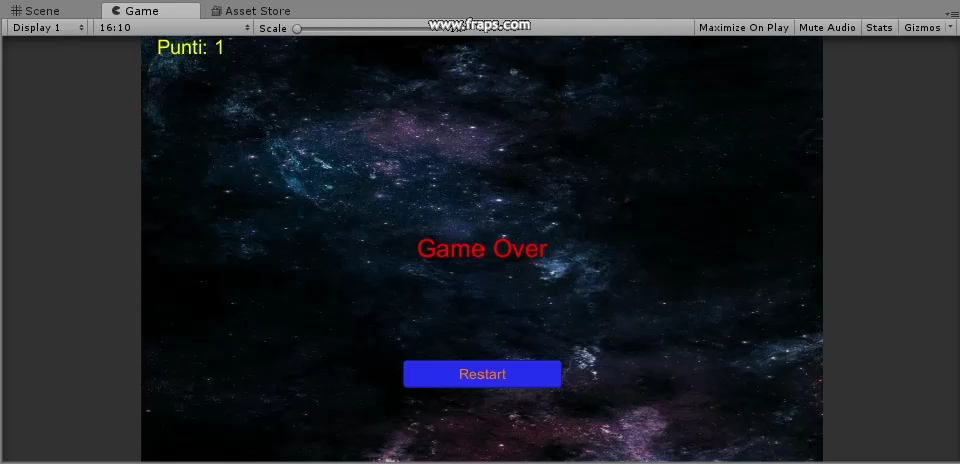 Scene Game Asset Store
Display 1 16:10 Scale www.fraps.com Maximize On Play Mute Audio Stats Gizmos
Punti: 1
Game Over
Restart